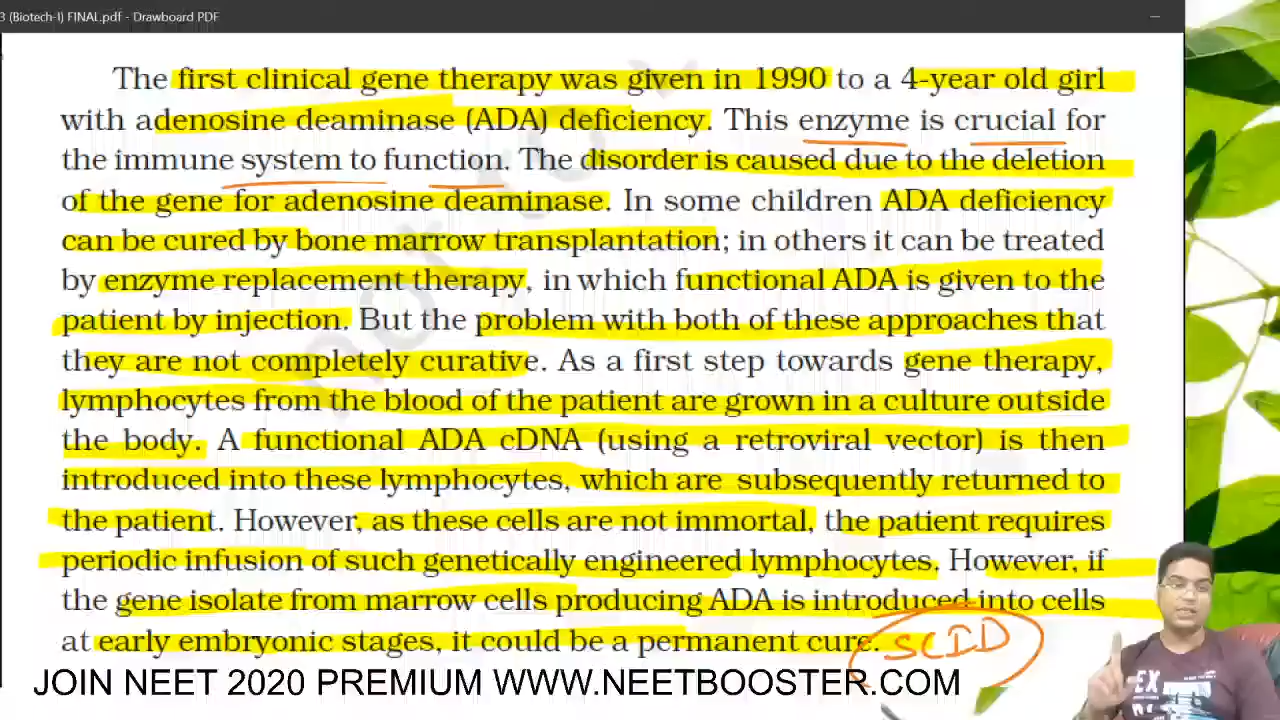 3 (Biotech-I) FINAL.pdf - Drawboard PDF
The first clinical gene therapy was given in 1990 to a 4-year old girl
with adenosine deaminase (ADA) deficiency. This enzyme is crucial for
the immune system to function. The disorder is caused due to the deletion
of the gene for adenosine deaminase. In some children ADA deficiency
can be cured by bone marrow transplantation; in others it can be treated
by enzyme replacement therapy, in which functional ADA is given to the
patient by injection. But the problem with both of these approaches that
they are not completely curative. As a first step towards gene therapy,
lymphocytes from the blood of the patient are grown in a culture outside
the body. A functional ADA cDNA (using a retroviral vector) is then
introduced into these lymphocytes, which are subsequently returned to
the patient. However, as these cells are not immortal, the patient requires
periodic infusion of such genetically engineered lymphocytes. However, if
the gene isolate from marrow cells producing ADA is introduced into cells
at early embryonic stages, it could be a permanent cure.
SCID
JOIN NEET 2020 PREMIUM WWW.NEETBOOSTER.COM